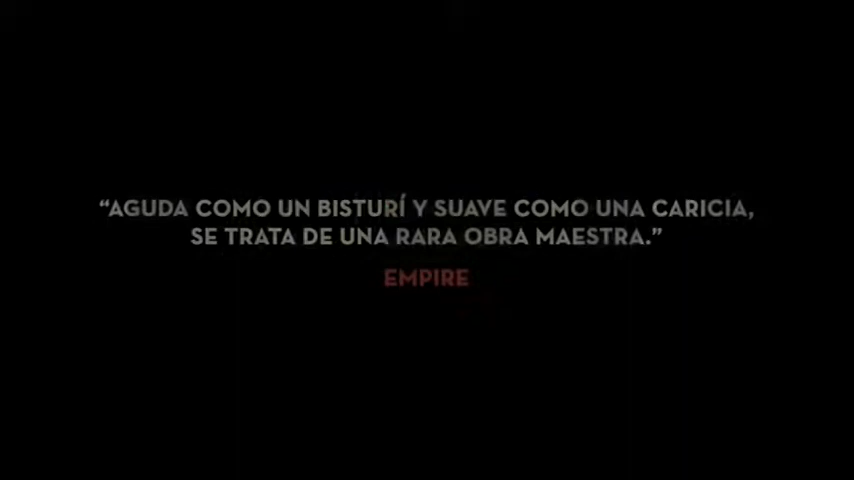 “AGUDA COMO UN BISTURÍ Y SUAVE COMO UNA CARICIA,
SE TRATA DE UNA RARA OBRA MAESTRA.”
EMPIRE